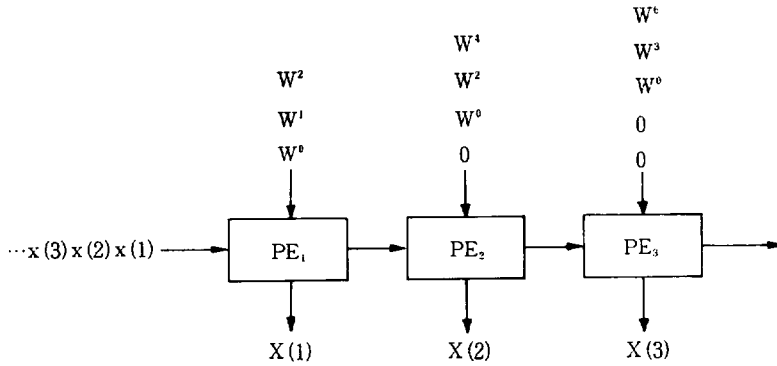 W⁶
W⁴ W³
W² W² W⁰
W¹ W⁰ 0
W⁰ 0 0
···x(3) x(2) x(1) PE₁ PE₂ PE₃
X(1) X(2) X(3)